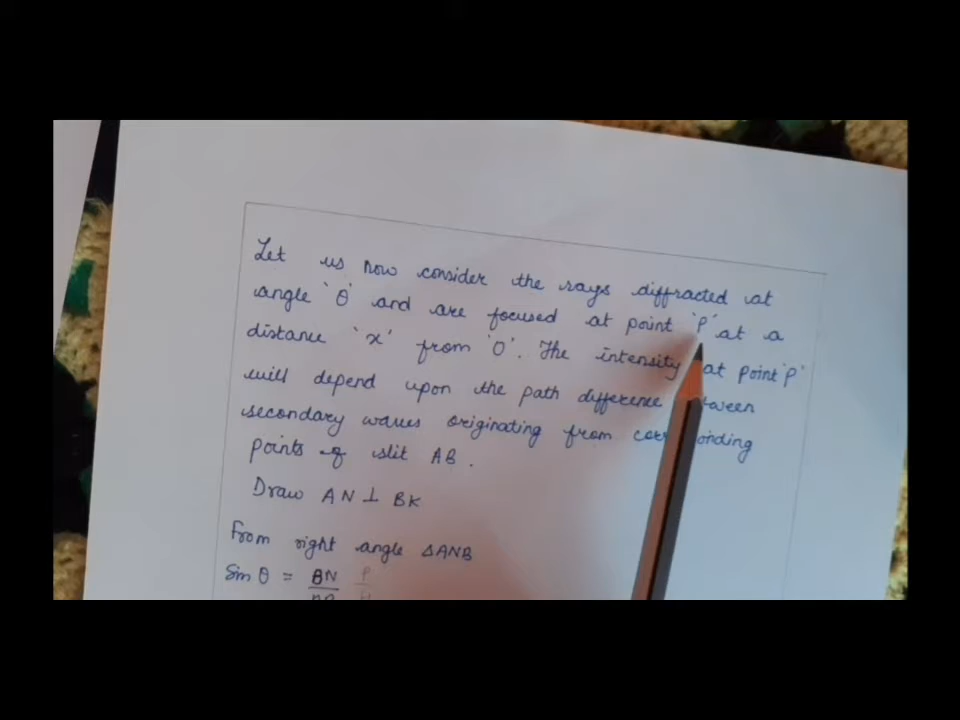 Let us now consider the rays diffracted at
angle 'θ' and are focused at point 'P' at a
distance 'x' from 'O'. The intensity at point 'P'
will depend upon the path difference
secondary waves originating from
points of slit AB.
Draw AN ⊥ BK
From right angle ΔANB
Sin θ = BN P